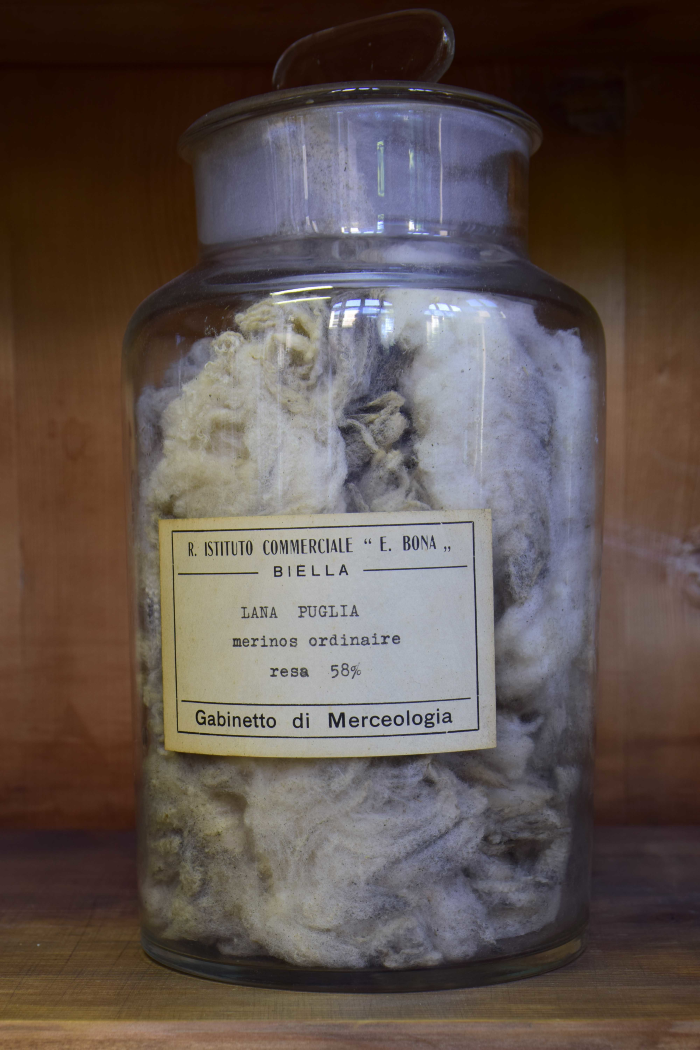 R. ISTITUTO COMMERCIALE “ E. BONA „
BIELLA
LANA PUGLIA
merinos ordinaire
resa 58%
Gabinetto di Merceologia